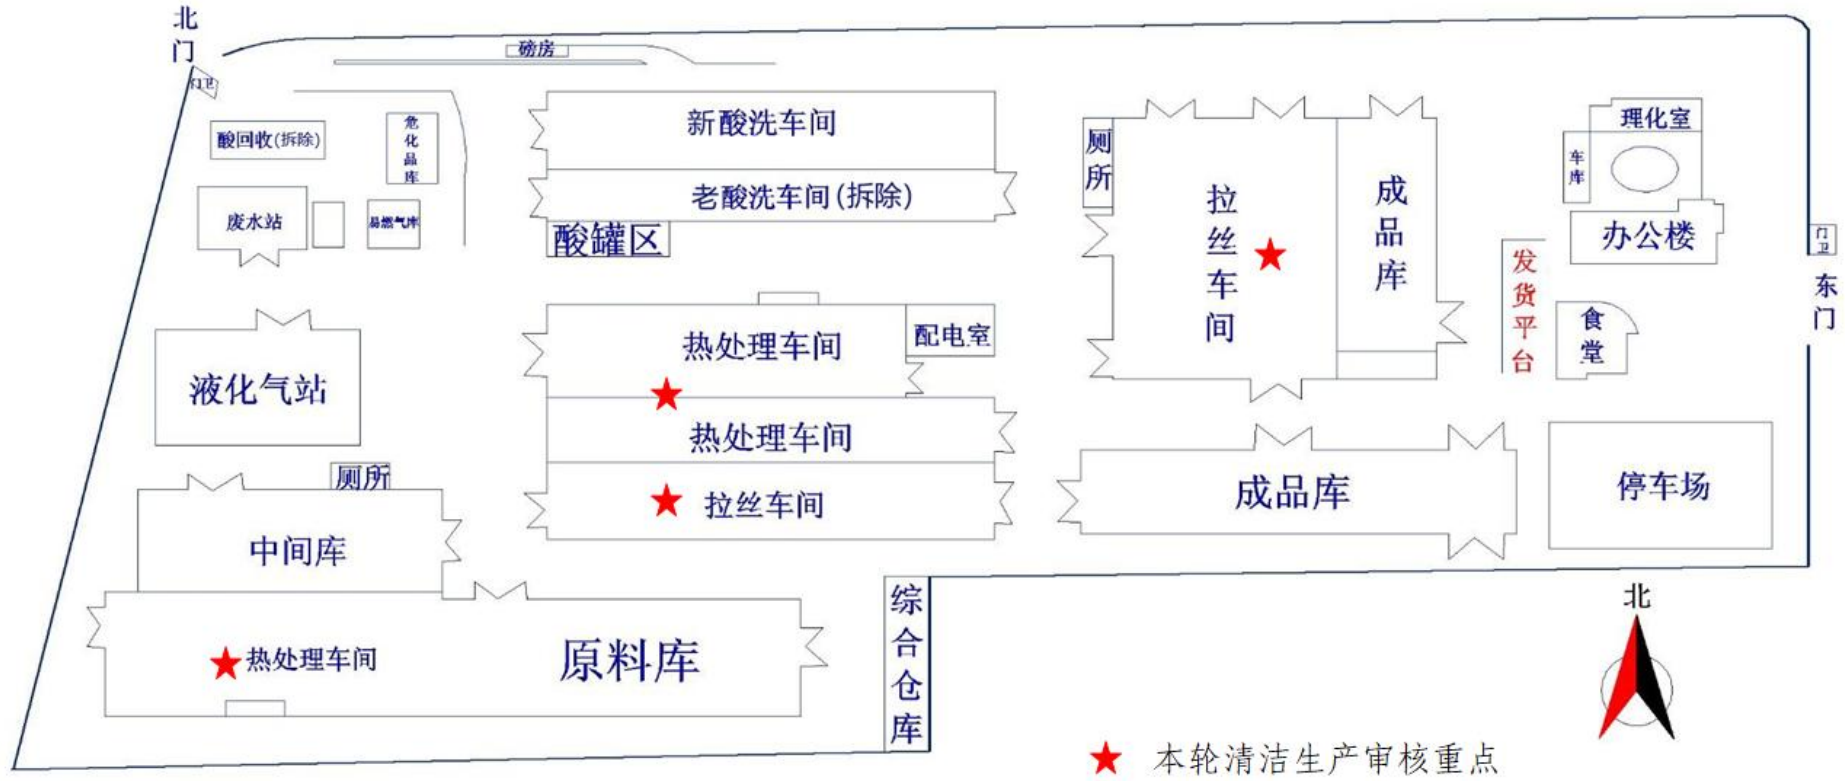 北门
磅房
门卫
酸回收(拆除)
危化品库
废水站
易燃气库
新酸洗车间
老酸洗车间(拆除)
酸罐区
厕所
拉丝车间
成品库
理化室
车库
办公楼
门卫
东门
发货平台
食堂
液化气站
热处理车间
配电室
热处理车间
拉丝车间
成品库
停车场
厕所
中间库
热处理车间
原料库
综合仓库
北
本轮清洁生产审核重点